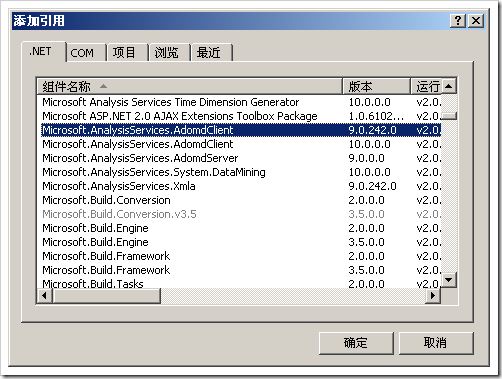 添加引用
.NET COM 项目 浏览 最近
组件名称 版本 运行
Microsoft Analysis Services Time Dimension Generator 10.0.0.0 v2.0.
Microsoft ASP.NET 2.0 AJAX Extensions Toolbox Package 1.0.6102... v2.0.
Microsoft.AnalysisServices.AdomdClient 9.0.242.0 v2.0.
Microsoft.AnalysisServices.AdomdClient 10.0.0.0 v2.0.
Microsoft.AnalysisServices.AdomdServer 9.0.0.0 v2.0.
Microsoft.AnalysisServices.System.DataMining 10.0.0.0 v2.0.
Microsoft.AnalysisServices.Xmla 9.0.242.0 v2.0.
Microsoft.Build.Conversion 2.0.0.0 v2.0.
Microsoft.Build.Conversion.v3.5 3.5.0.0 v2.0.
Microsoft.Build.Engine 2.0.0.0 v2.0.
Microsoft.Build.Engine 3.5.0.0 v2.0.
Microsoft.Build.Framework 2.0.0.0 v2.0.
Microsoft.Build.Framework 3.5.0.0 v2.0.
Microsoft.Build.Tasks 2.0.0.0 v2.0.
确定 取消